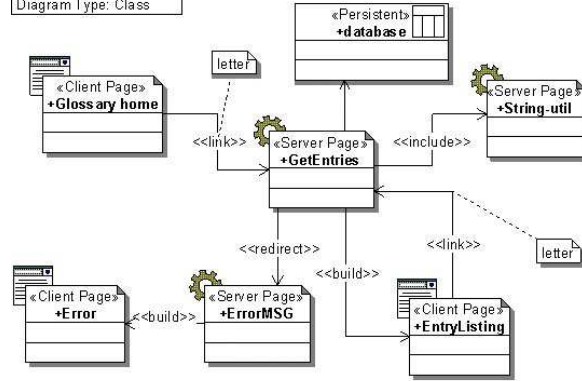 Diagram Type: Class
«Persistent»
+database
letter
«Client Page»
+Glossary home
«Server Page»
+String-util
<<link>>
<<include>>
«Server Page»
+GetEntries
<<redirect>>
<<link>>
letter
<<build>>
«Client Page»
+Error
<<build>>
«Server Page»
+ErrorMSG
«Client Page»
+EntryListing